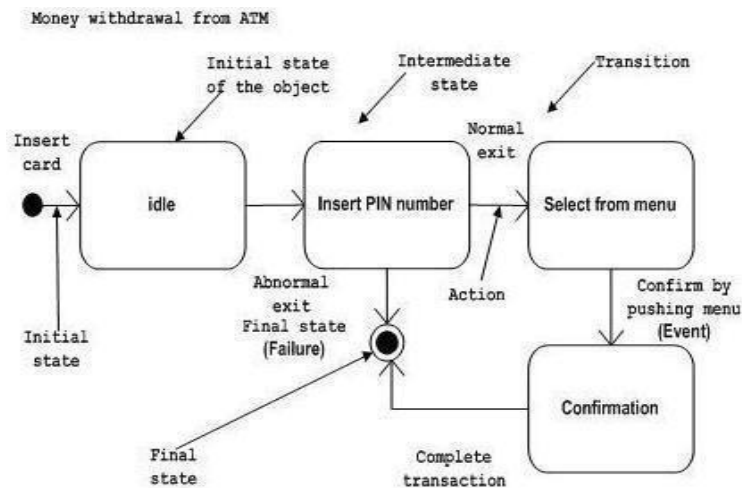 Money withdrawal from ATM
Initial state
of the object
Intermediate
state
Transition
Insert
card
Normal
exit
idle
Insert PIN number
Select from menu
Abnormal
exit
Final state
(Failure)
Action
Confirm by
pushing menu
(Event)
Initial
state
Confirmation
Final
state
Complete
transaction